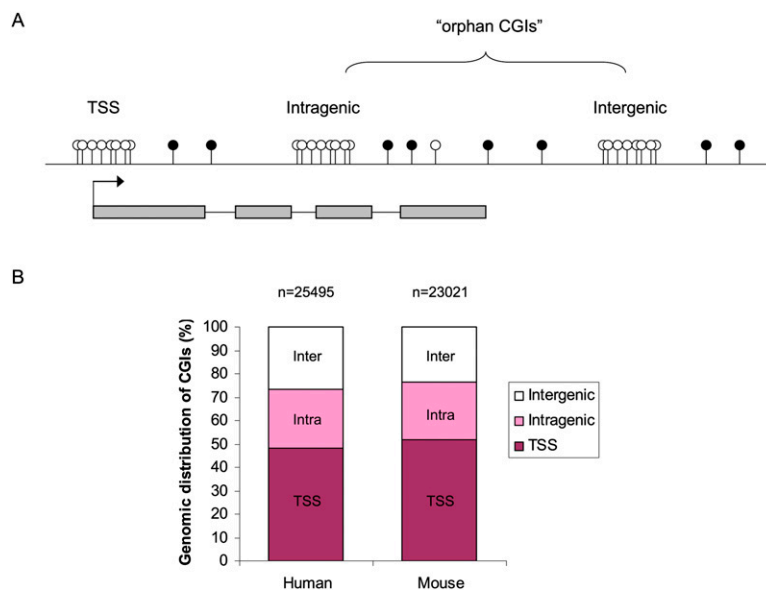 A
“orphan CGIs”
TSS Intragenic Intergenic
B
n=25495 n=23021
Genomic distribution of CGIs (%)
100
90
80
70
60
50
40
30
20
10
0
Inter Inter
Intra Intra
TSS TSS
Human Mouse
Intergenic
Intragenic
TSS